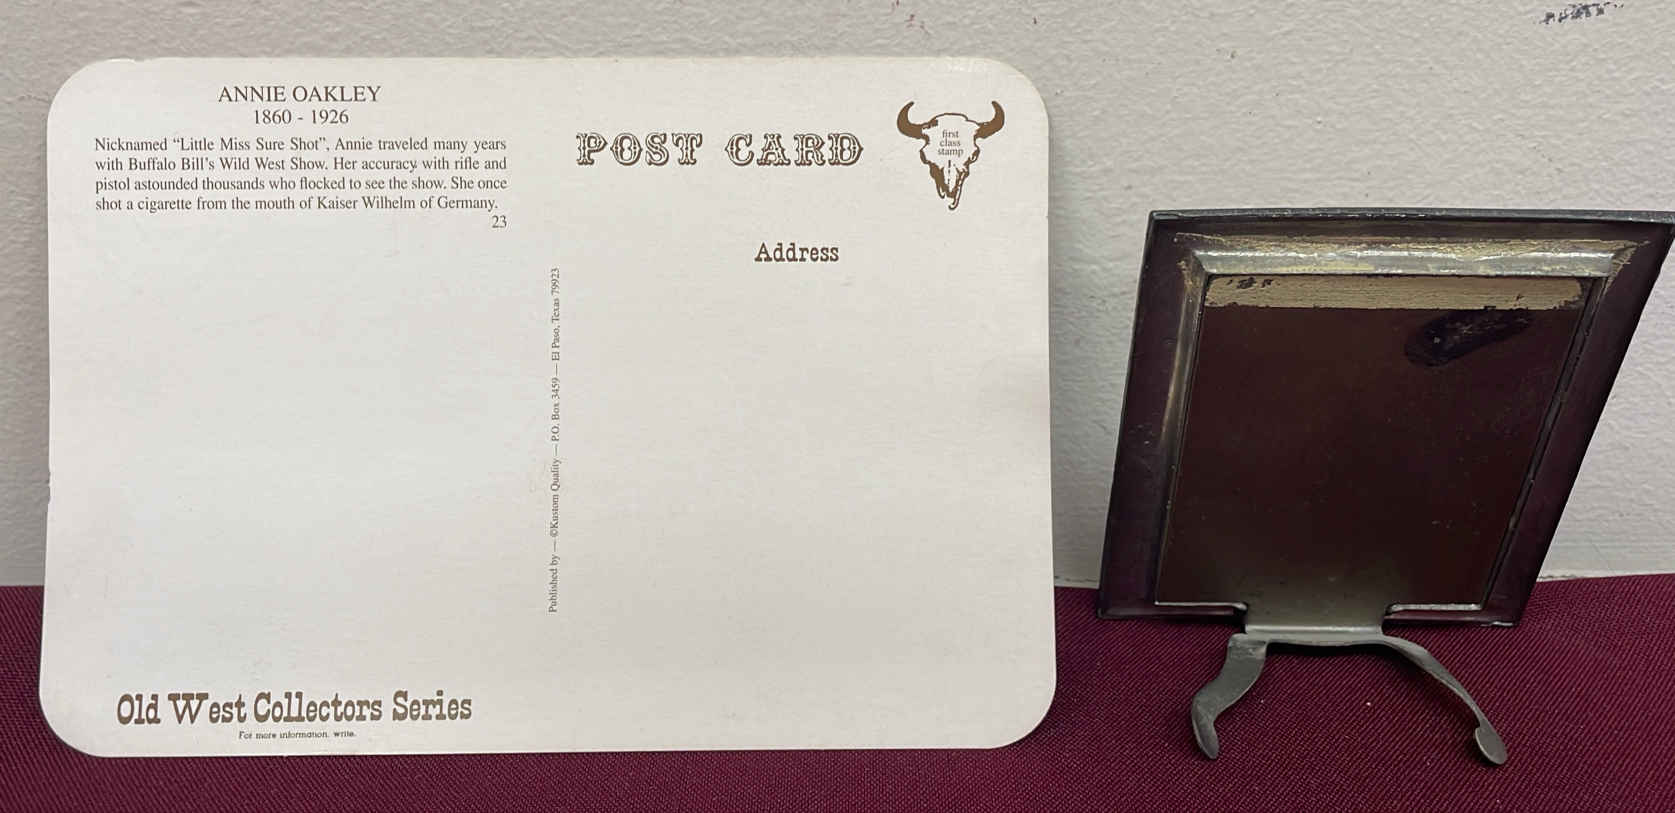 ANNIE OAKLEY
1860 - 1926
Nicknamed “Little Miss Sure Shot”, Annie traveled many years
with Buffalo Bill’s Wild West Show. Her accuracy with rifle and
pistol astounded thousands who flocked to see the show. She once
shot a cigarette from the mouth of Kaiser Wilhelm of Germany.
23
POST CARD
first
class
stamp
Address
Published by — ©Kustom Quality — P.O. Box 3459 — El Paso, Texas 79923
Old West Collectors Series
For more information, write.